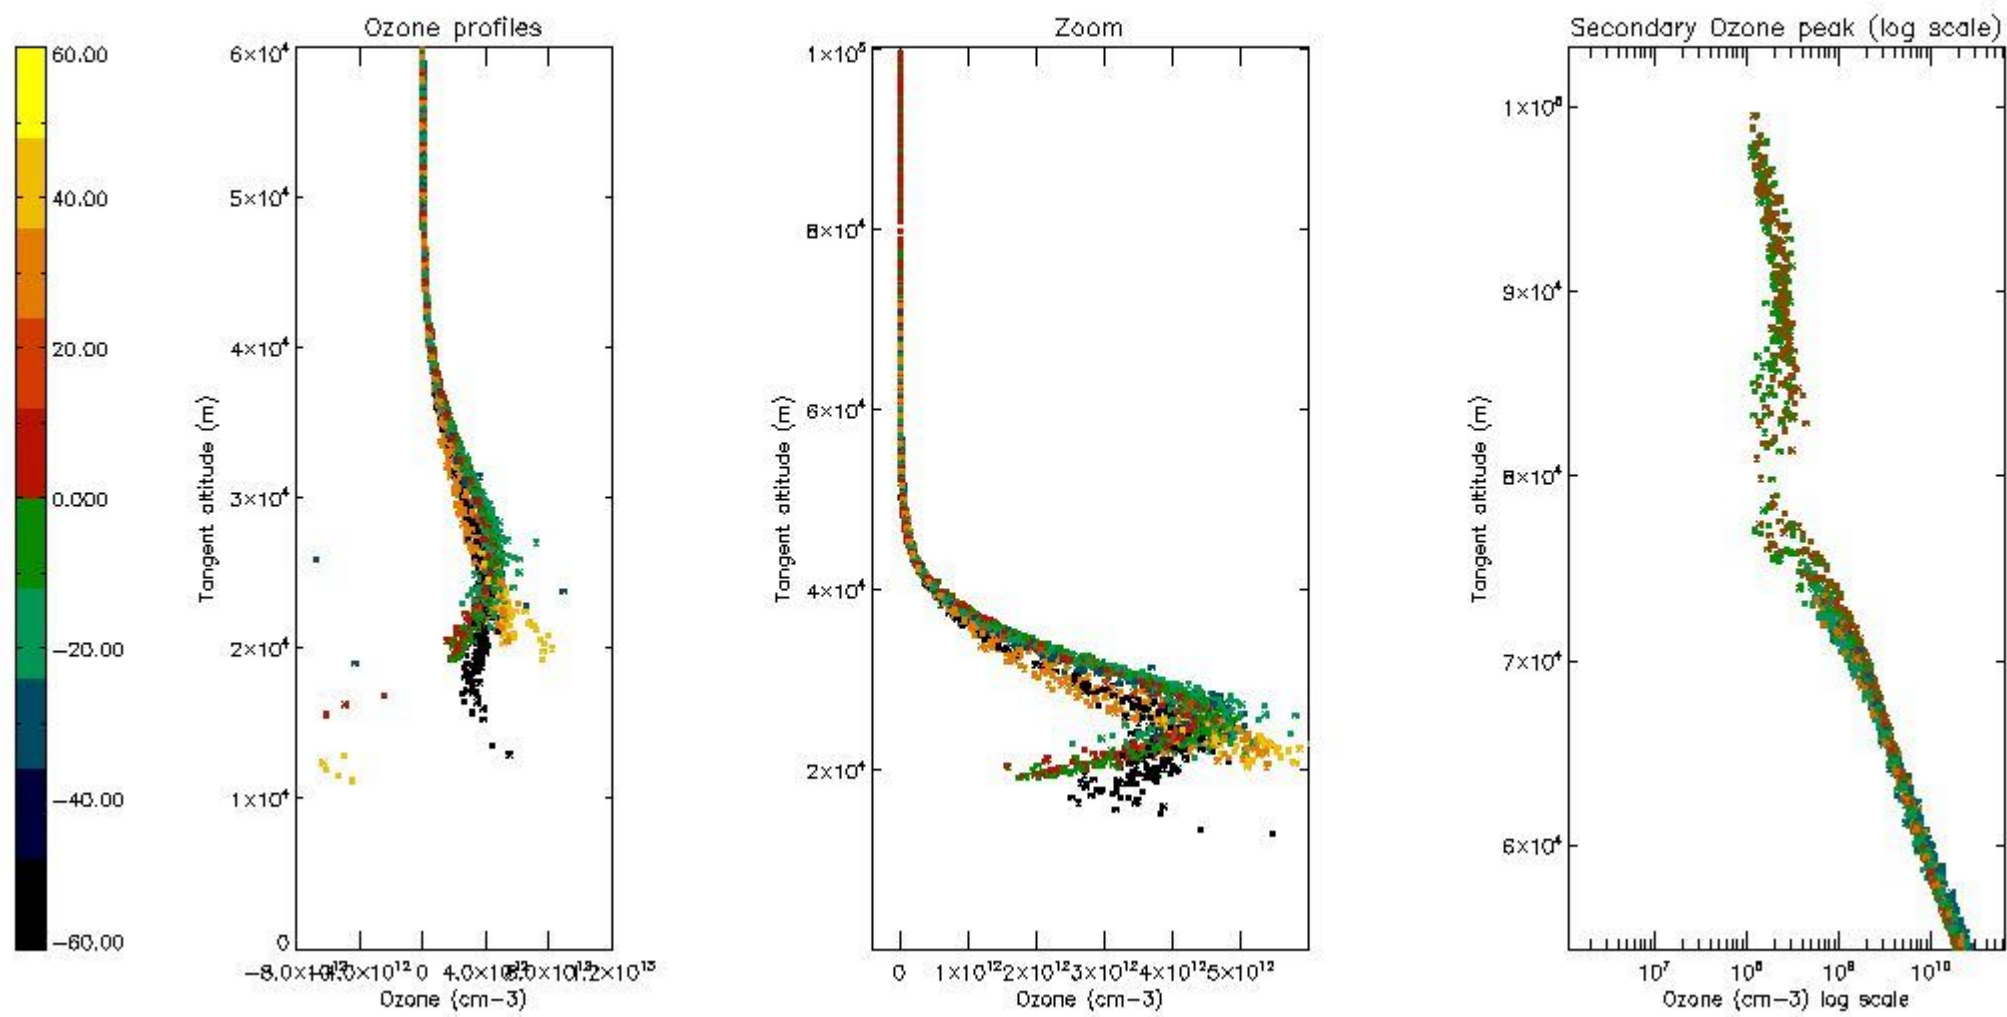 Ozone profiles
Zoom
Secondary Ozone peak (log scale)
60.00
40.00
20.00
0.000
−20.00
−40.00
−60.00
6×10⁴
5×10⁴
4×10⁴
3×10⁴
2×10⁴
1×10⁴
0
Tangent altitude (m)
0
Ozone (cm−3)
1×10⁵
8×10⁴
6×10⁴
4×10⁴
2×10⁴
Tangent altitude (m)
0 1×10¹² 2×10¹² 3×10¹² 4×10¹² 5×10¹²
Ozone (cm−3)
9×10⁴
8×10⁴
7×10⁴
6×10⁴
Tangent altitude (m)
10⁷ 10⁹ 10¹⁰
Ozone (cm−3) log scale